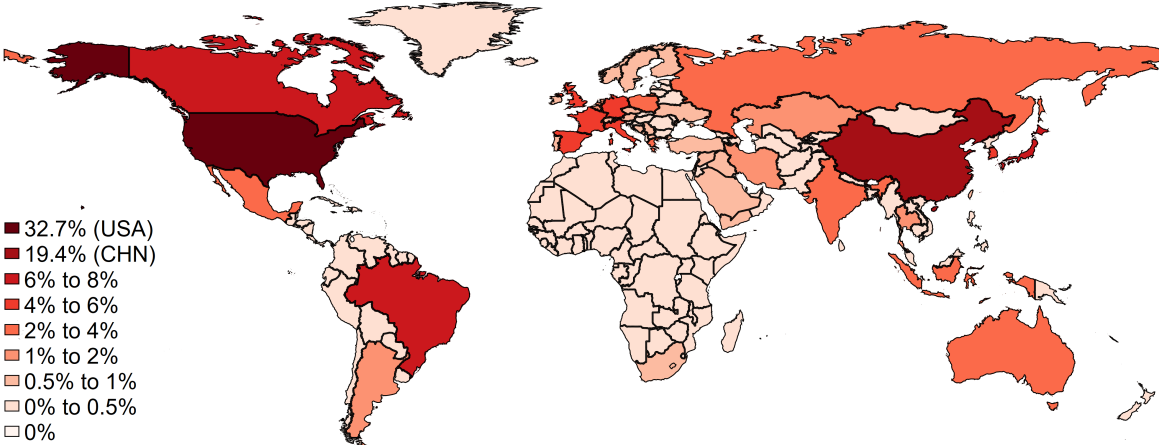 32.7% (USA)
19.4% (CHN)
6% to 8%
4% to 6%
2% to 4%
1% to 2%
0.5% to 1%
0% to 0.5%
0%